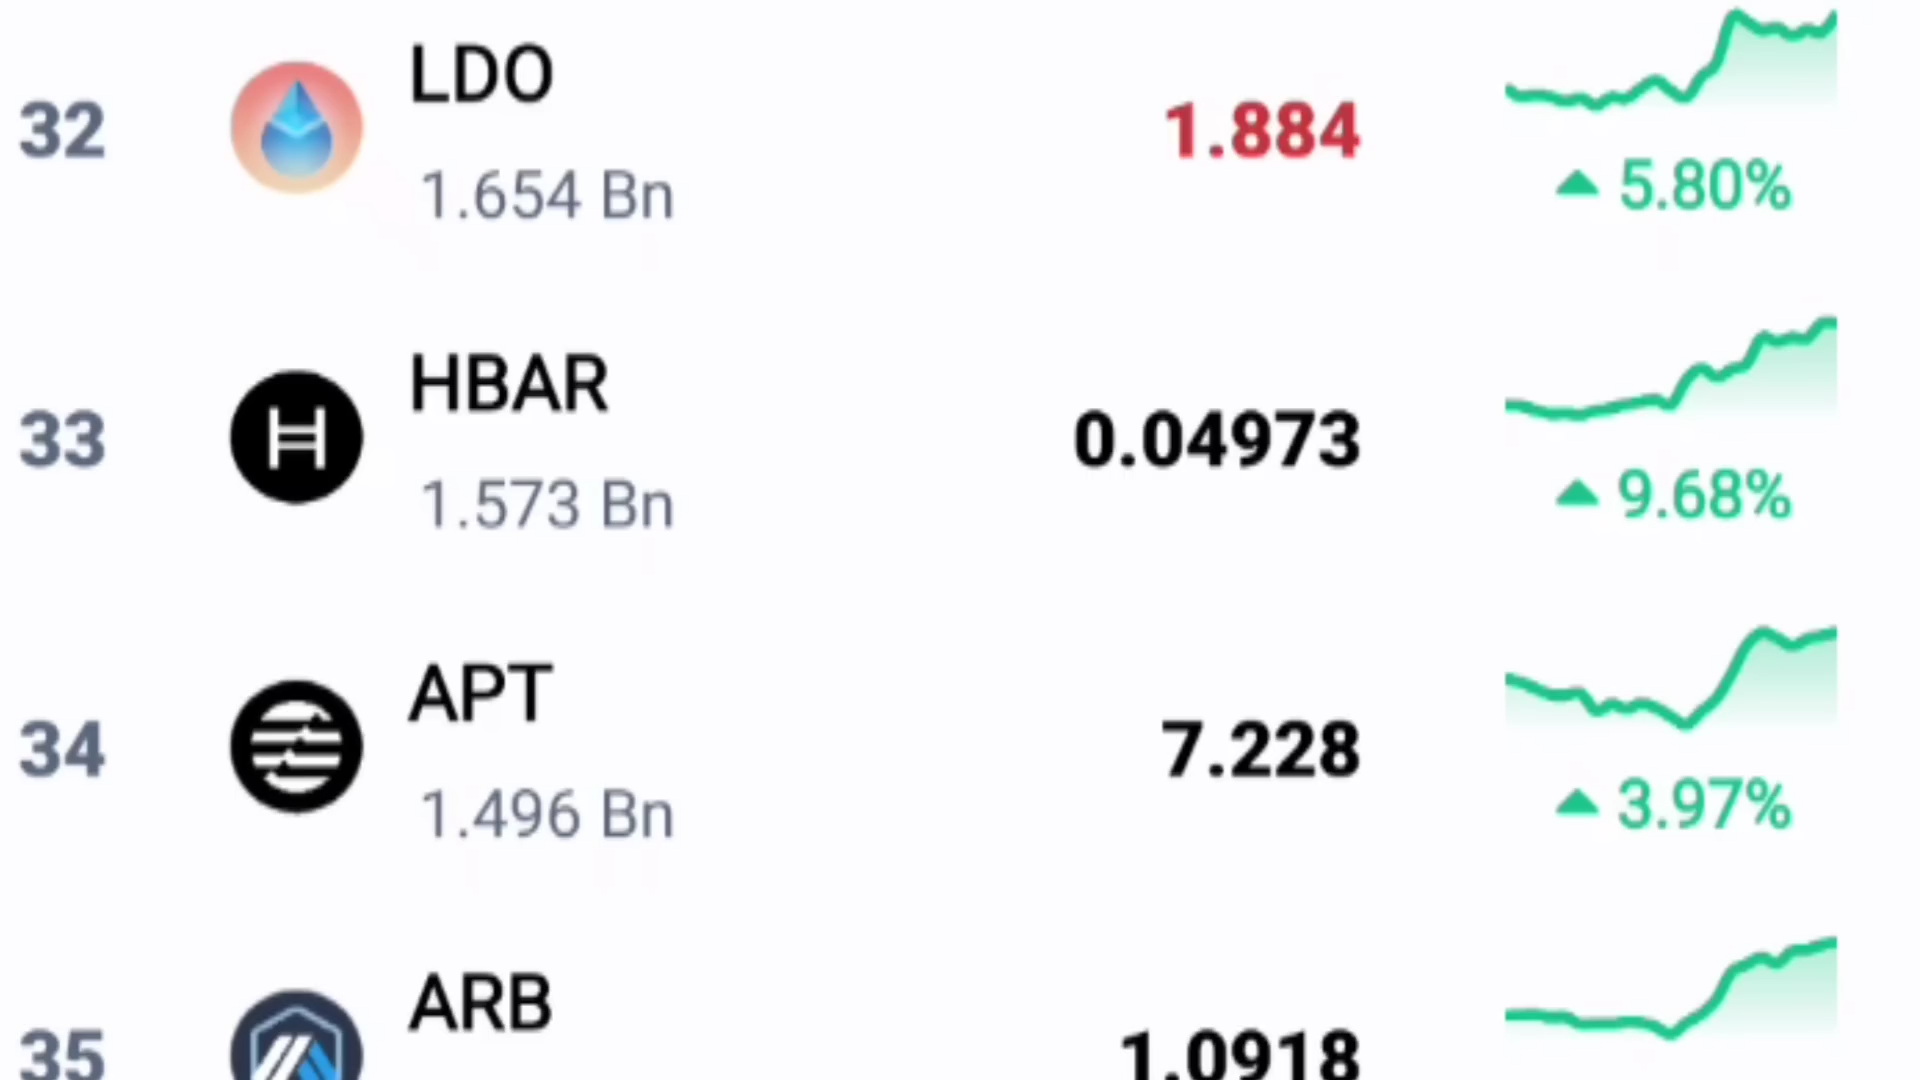 32
LDO
1.654 Bn
1.884
▲ 5.80%
33
HBAR
1.573 Bn
0.04973
▲ 9.68%
34
APT
1.496 Bn
7.228
▲ 3.97%
35
ARB
1.0918